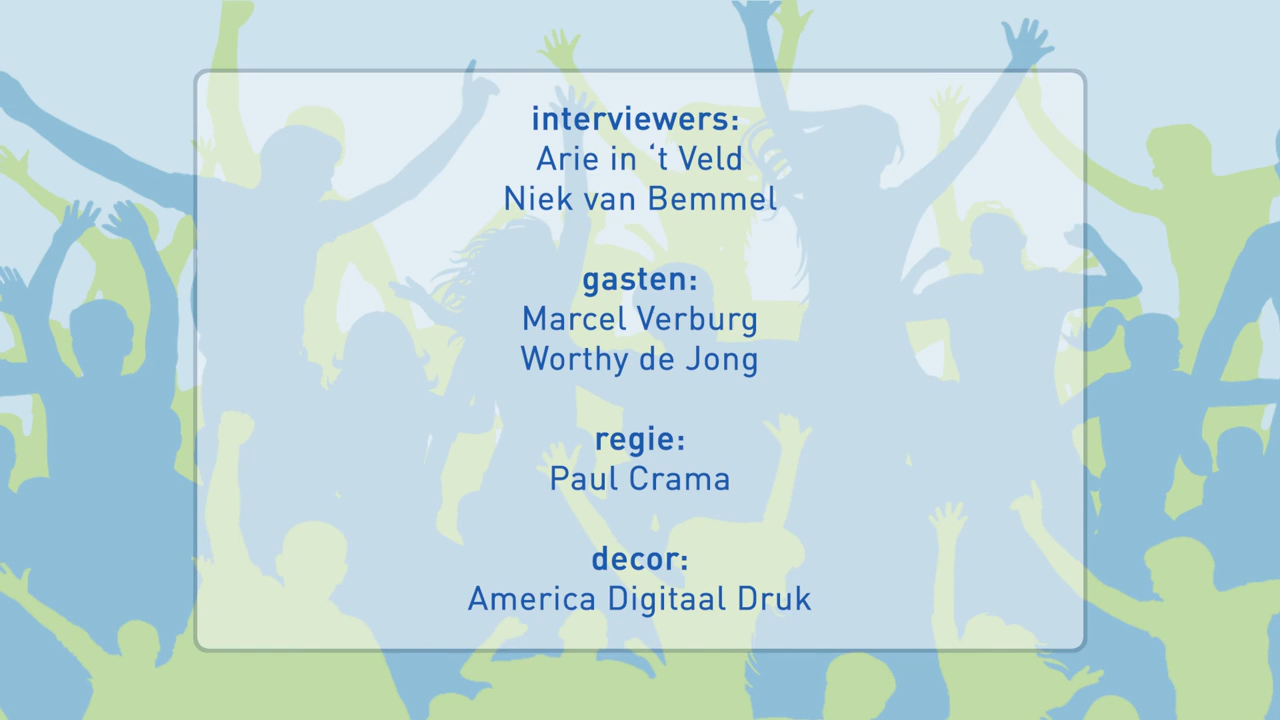 interviewers:
Arie in ‘t Veld
Niek van Bemmel
gasten:
Marcel Verburg
Worthy de Jong
regie:
Paul Crama
decor:
America Digitaal Druk